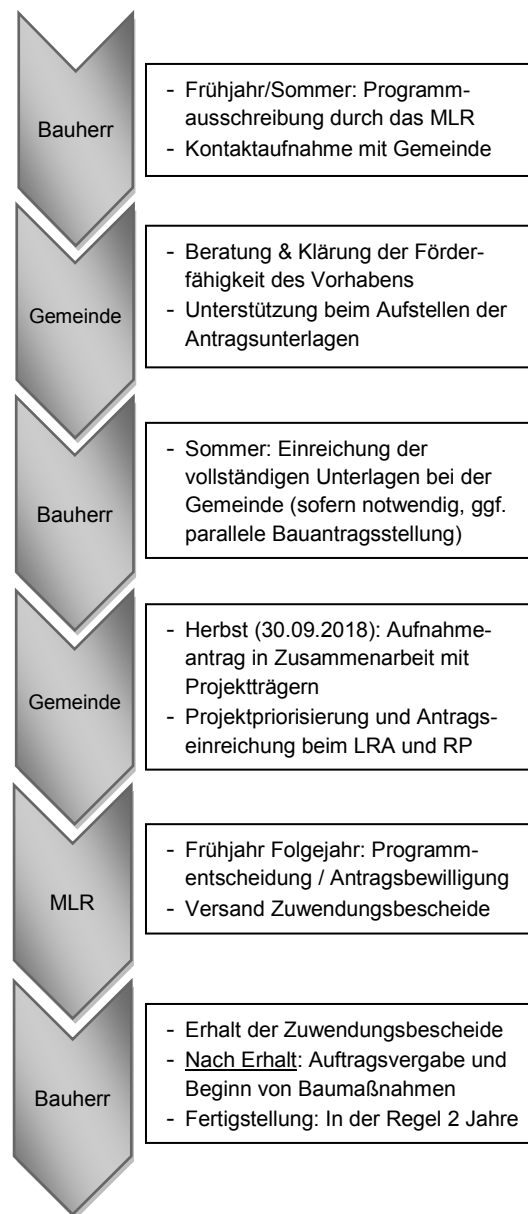 Bauherr
- Frühjahr/Sommer: Programm-
ausschreibung durch das MLR
- Kontaktaufnahme mit Gemeinde
Gemeinde
- Beratung & Klärung der Förder-
fähigkeit des Vorhabens
- Unterstützung beim Aufstellen der
Antragsunterlagen
Bauherr
- Sommer: Einreichung der
vollständigen Unterlagen bei der
Gemeinde (sofern notwendig, ggf.
parallele Bauantragsstellung)
Gemeinde
- Herbst (30.09.2018): Aufnahme-
antrag in Zusammenarbeit mit
Projektträgern
- Projektpriorisierung und Antrags-
einreichung beim LRA und RP
MLR
- Frühjahr Folgejahr: Programm-
entscheidung / Antragsbewilligung
- Versand Zuwendungsbescheide
Bauherr
- Erhalt der Zuwendungsbescheide
- Nach Erhalt: Auftragsvergabe und
Beginn von Baumaßnahmen
- Fertigstellung: In der Regel 2 Jahre